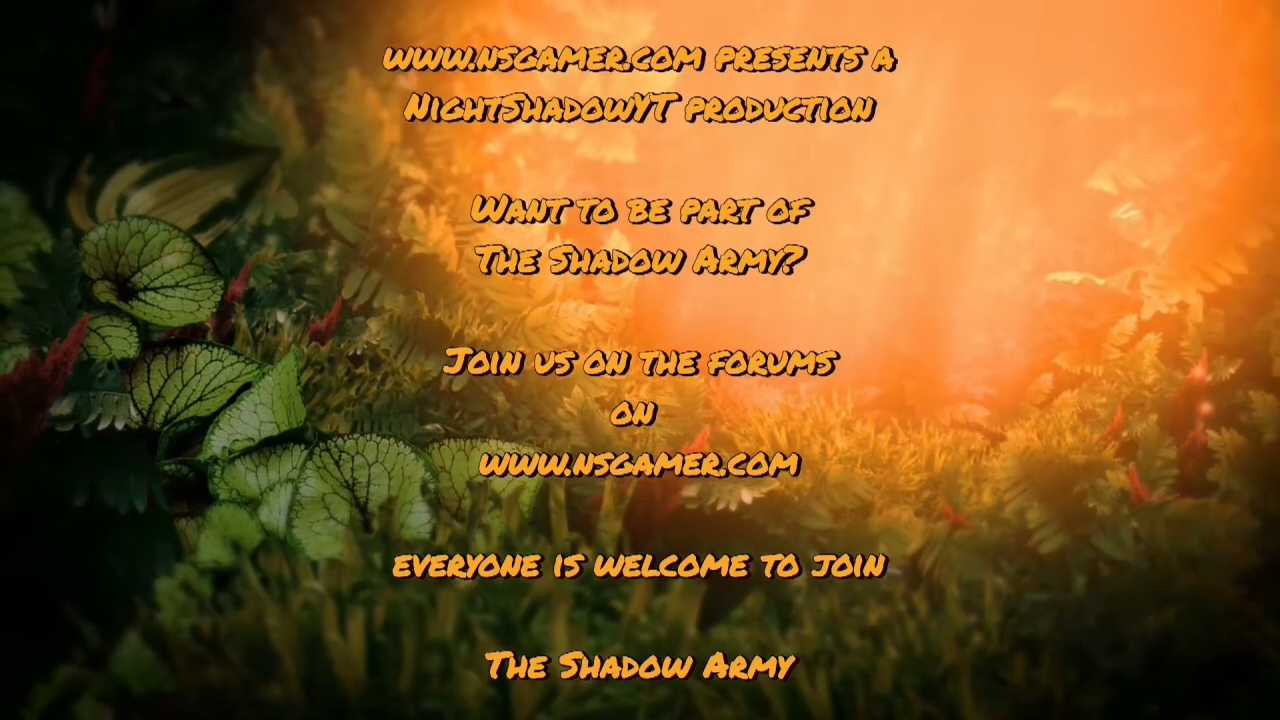 www.nsgamer.com presents a
NightShadowYT production
Want to be part of
The Shadow Army?
Join us on the forums
on
www.nsgamer.com
everyone is welcome to join
The Shadow Army